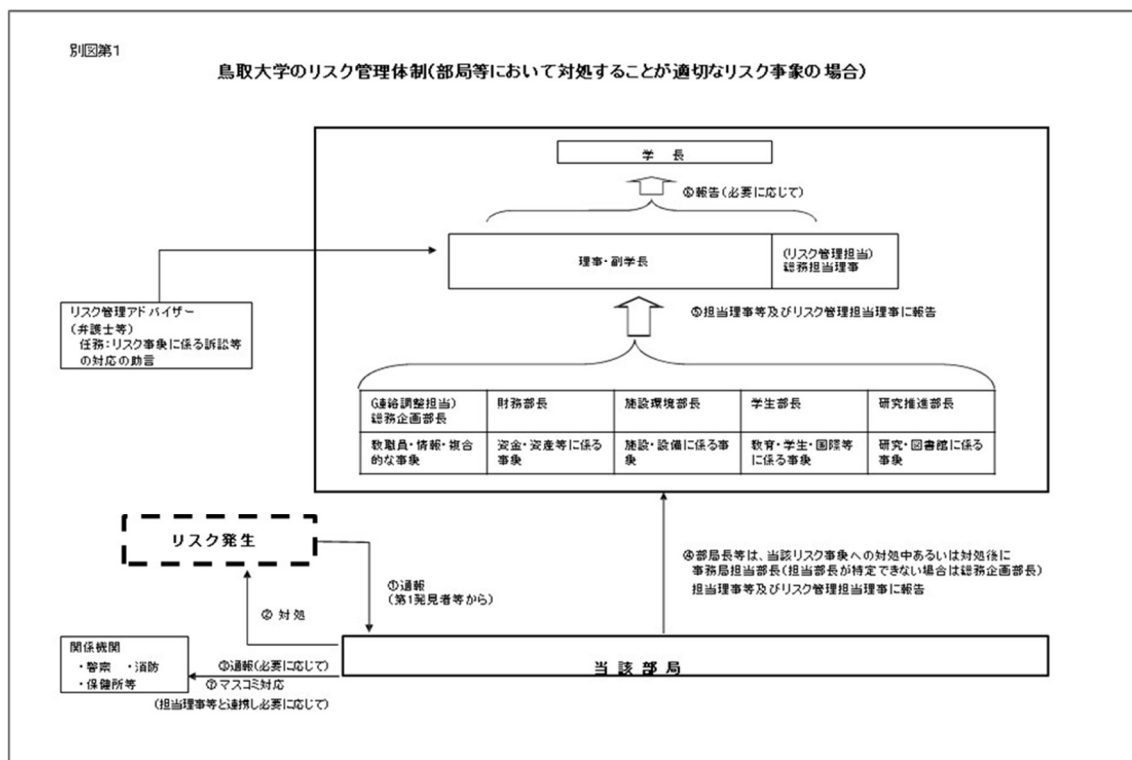 別図第1
鳥取大学のリスク管理体制(部局等において対処することが適切なリスク事象の場合)
学 長
⑥報告(必要に応じて)
理事・副学長
(リスク管理担当)
総務担当理事
リスク管理アドバイザー
(弁護士等)
任務:リスク事象に係る訴訟等
の対応の助言
⑤担当理事等及びリスク管理担当理事に報告
(連絡調整担当)
総務企画部長
財務部長
施設環境部長
学生部長
研究推進部長
教職員・情報・複合
的な事象
資金・資産等に係る
事象
施設・設備に係る事
象
教育・学生・国際等
に係る事象
研究・図書館に係る
事象
リスク発生
①通報
(第1発見者等から)
②対処
④部局長等は、当該リスク事象への対処中あるいは対処後に
事務局担当部長(担当部長が特定できない場合は総務企画部長)
担当理事等及びリスク管理担当理事に報告
関係機関
・警察 ・消防
・保健所等
③通報(必要に応じて)
⑦マスコミ対応
(担当理事等と連携し必要に応じて)
当該部局